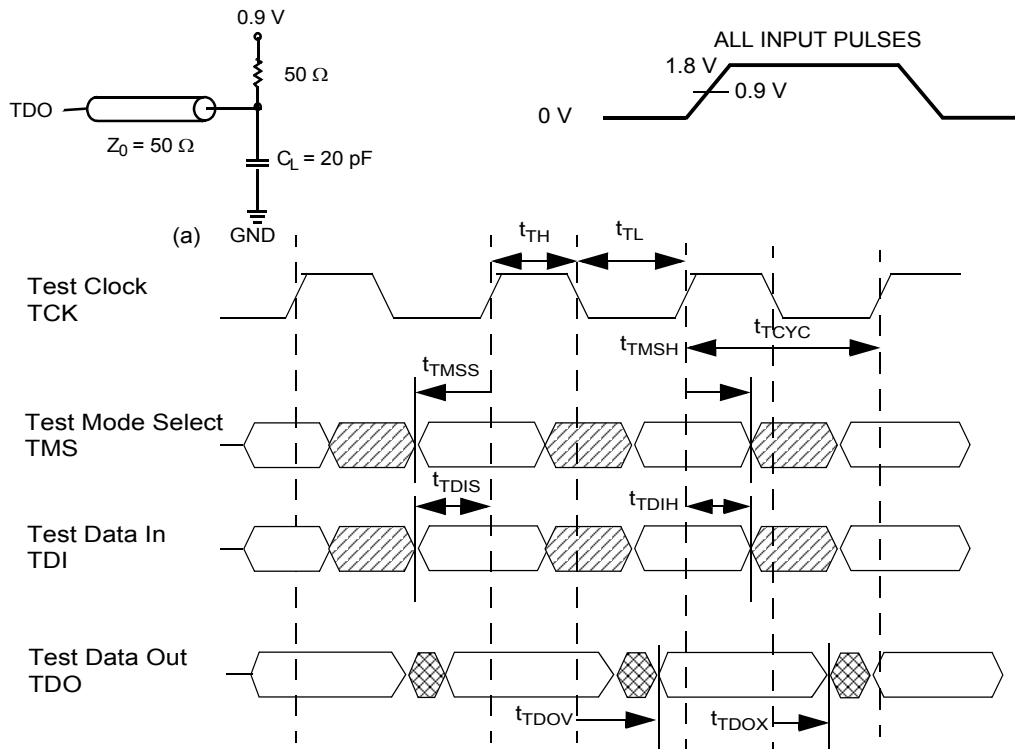 0.9 V
50 Ω
TDO
Z0 = 50 Ω
CL = 20 pF
(a) GND
ALL INPUT PULSES
1.8 V
0.9 V
0 V
tTH
tTL
Test Clock
TCK
tTMSH
tTCYC
tTMSS
Test Mode Select
TMS
tTDIS
tTDIH
Test Data In
TDI
Test Data Out
TDO
tTDOV
tTDOX